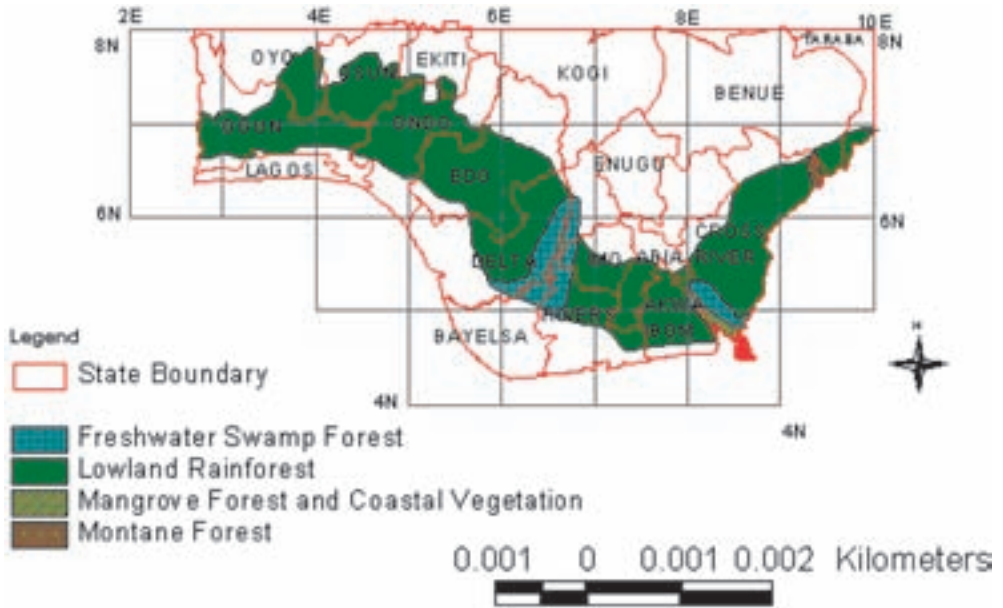 2E 4E 6E 8E 10E
8N 8N
TARABA
OYO EKITI KOGI
OSUN BENUE
OGUN ONDO
LAGOS EDO ENUGU
6N 6N
CROSS
DELTA IMO ABIA RIVER
RIVERS AKWA
BAYELSA BOM
4N 4N
N
Legend
State Boundary
Freshwater Swamp Forest
Lowland Rainforest
Mangrove Forest and Coastal Vegetation
Montane Forest
0.001 0 0.001 0.002 Kilometers